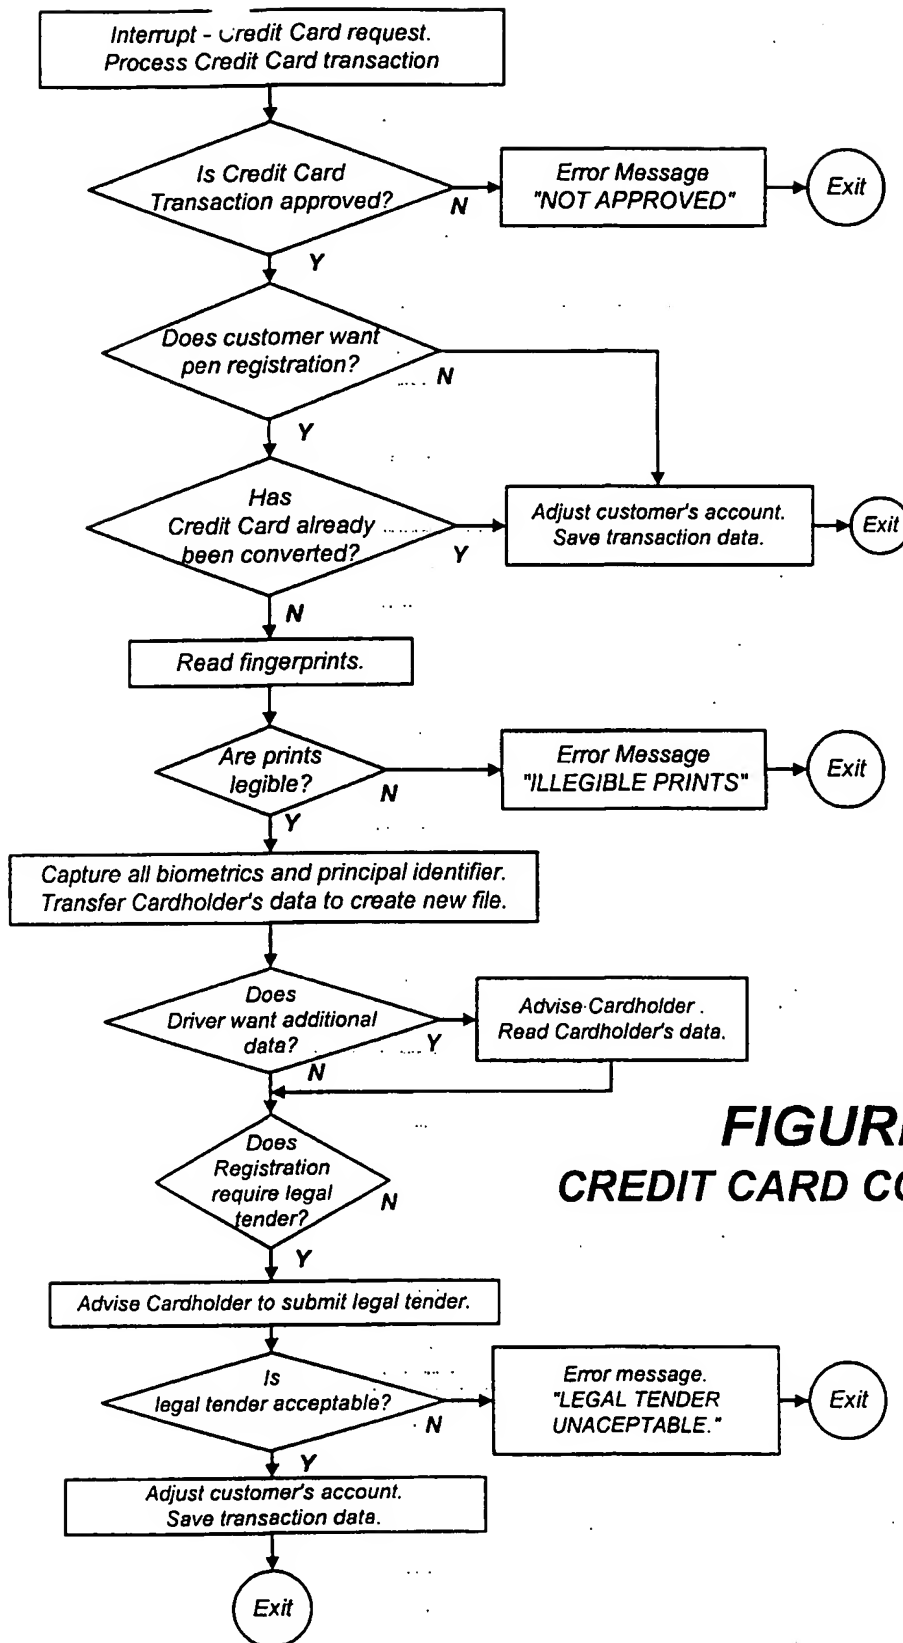 Interrupt - Credit Card request.
Process Credit Card transaction
Is Credit Card
Transaction approved?
N
Error Message
"NOT APPROVED"
Exit
Y
Does customer want
pen registration?
N
Y
Has
Credit Card already
been converted?
Y
Adjust customer's account.
Save transaction data.
Exit
N
Read fingerprints.
Are prints
legible?
N
Error Message
"ILLEGIBLE PRINTS"
Exit
Y
Capture all biometrics and principal identifier.
Transfer Cardholder's data to create new file.
Does
Driver want additional
data?
Y
Advise Cardholder.
Read Cardholder's data.
N
Does
Registration
require legal
tender?
N
FIGUR
CREDIT CARD CO
Y
Advise Cardholder to submit legal tender.
Is
legal tender acceptable?
N
Error message.
"LEGAL TENDER
UNACEPTABLE."
Exit
Y
Adjust customer's account.
Save transaction data.
Exit